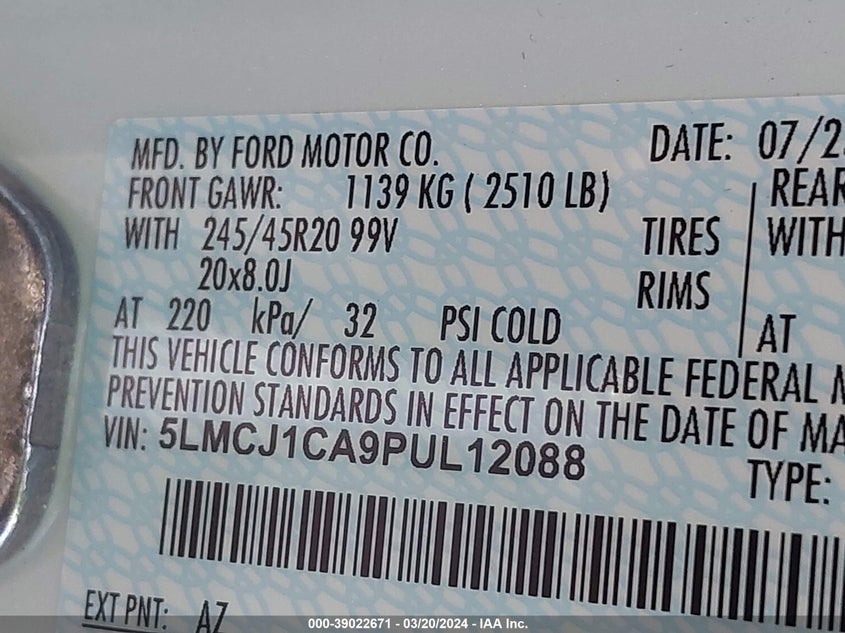 MFD. BY FORD MOTOR CO. DATE: 07/2
FRONT GAWR: 1139 KG ( 2510 LB) REAR
WITH 245/45R20 99V TIRES WITH
20x8.0J RIMS
AT 220 kPa/ 32 PSI COLD AT
THIS VEHICLE CONFORMS TO ALL APPLICABLE FEDERAL
PREVENTION STANDARDS IN EFFECT ON THE DATE OF MA
VIN: 5LMCJ1CA9PUL12088
TYPE:
EXT PNT: AZ
000-39022671 - 03/20/2024 - IAA Inc.